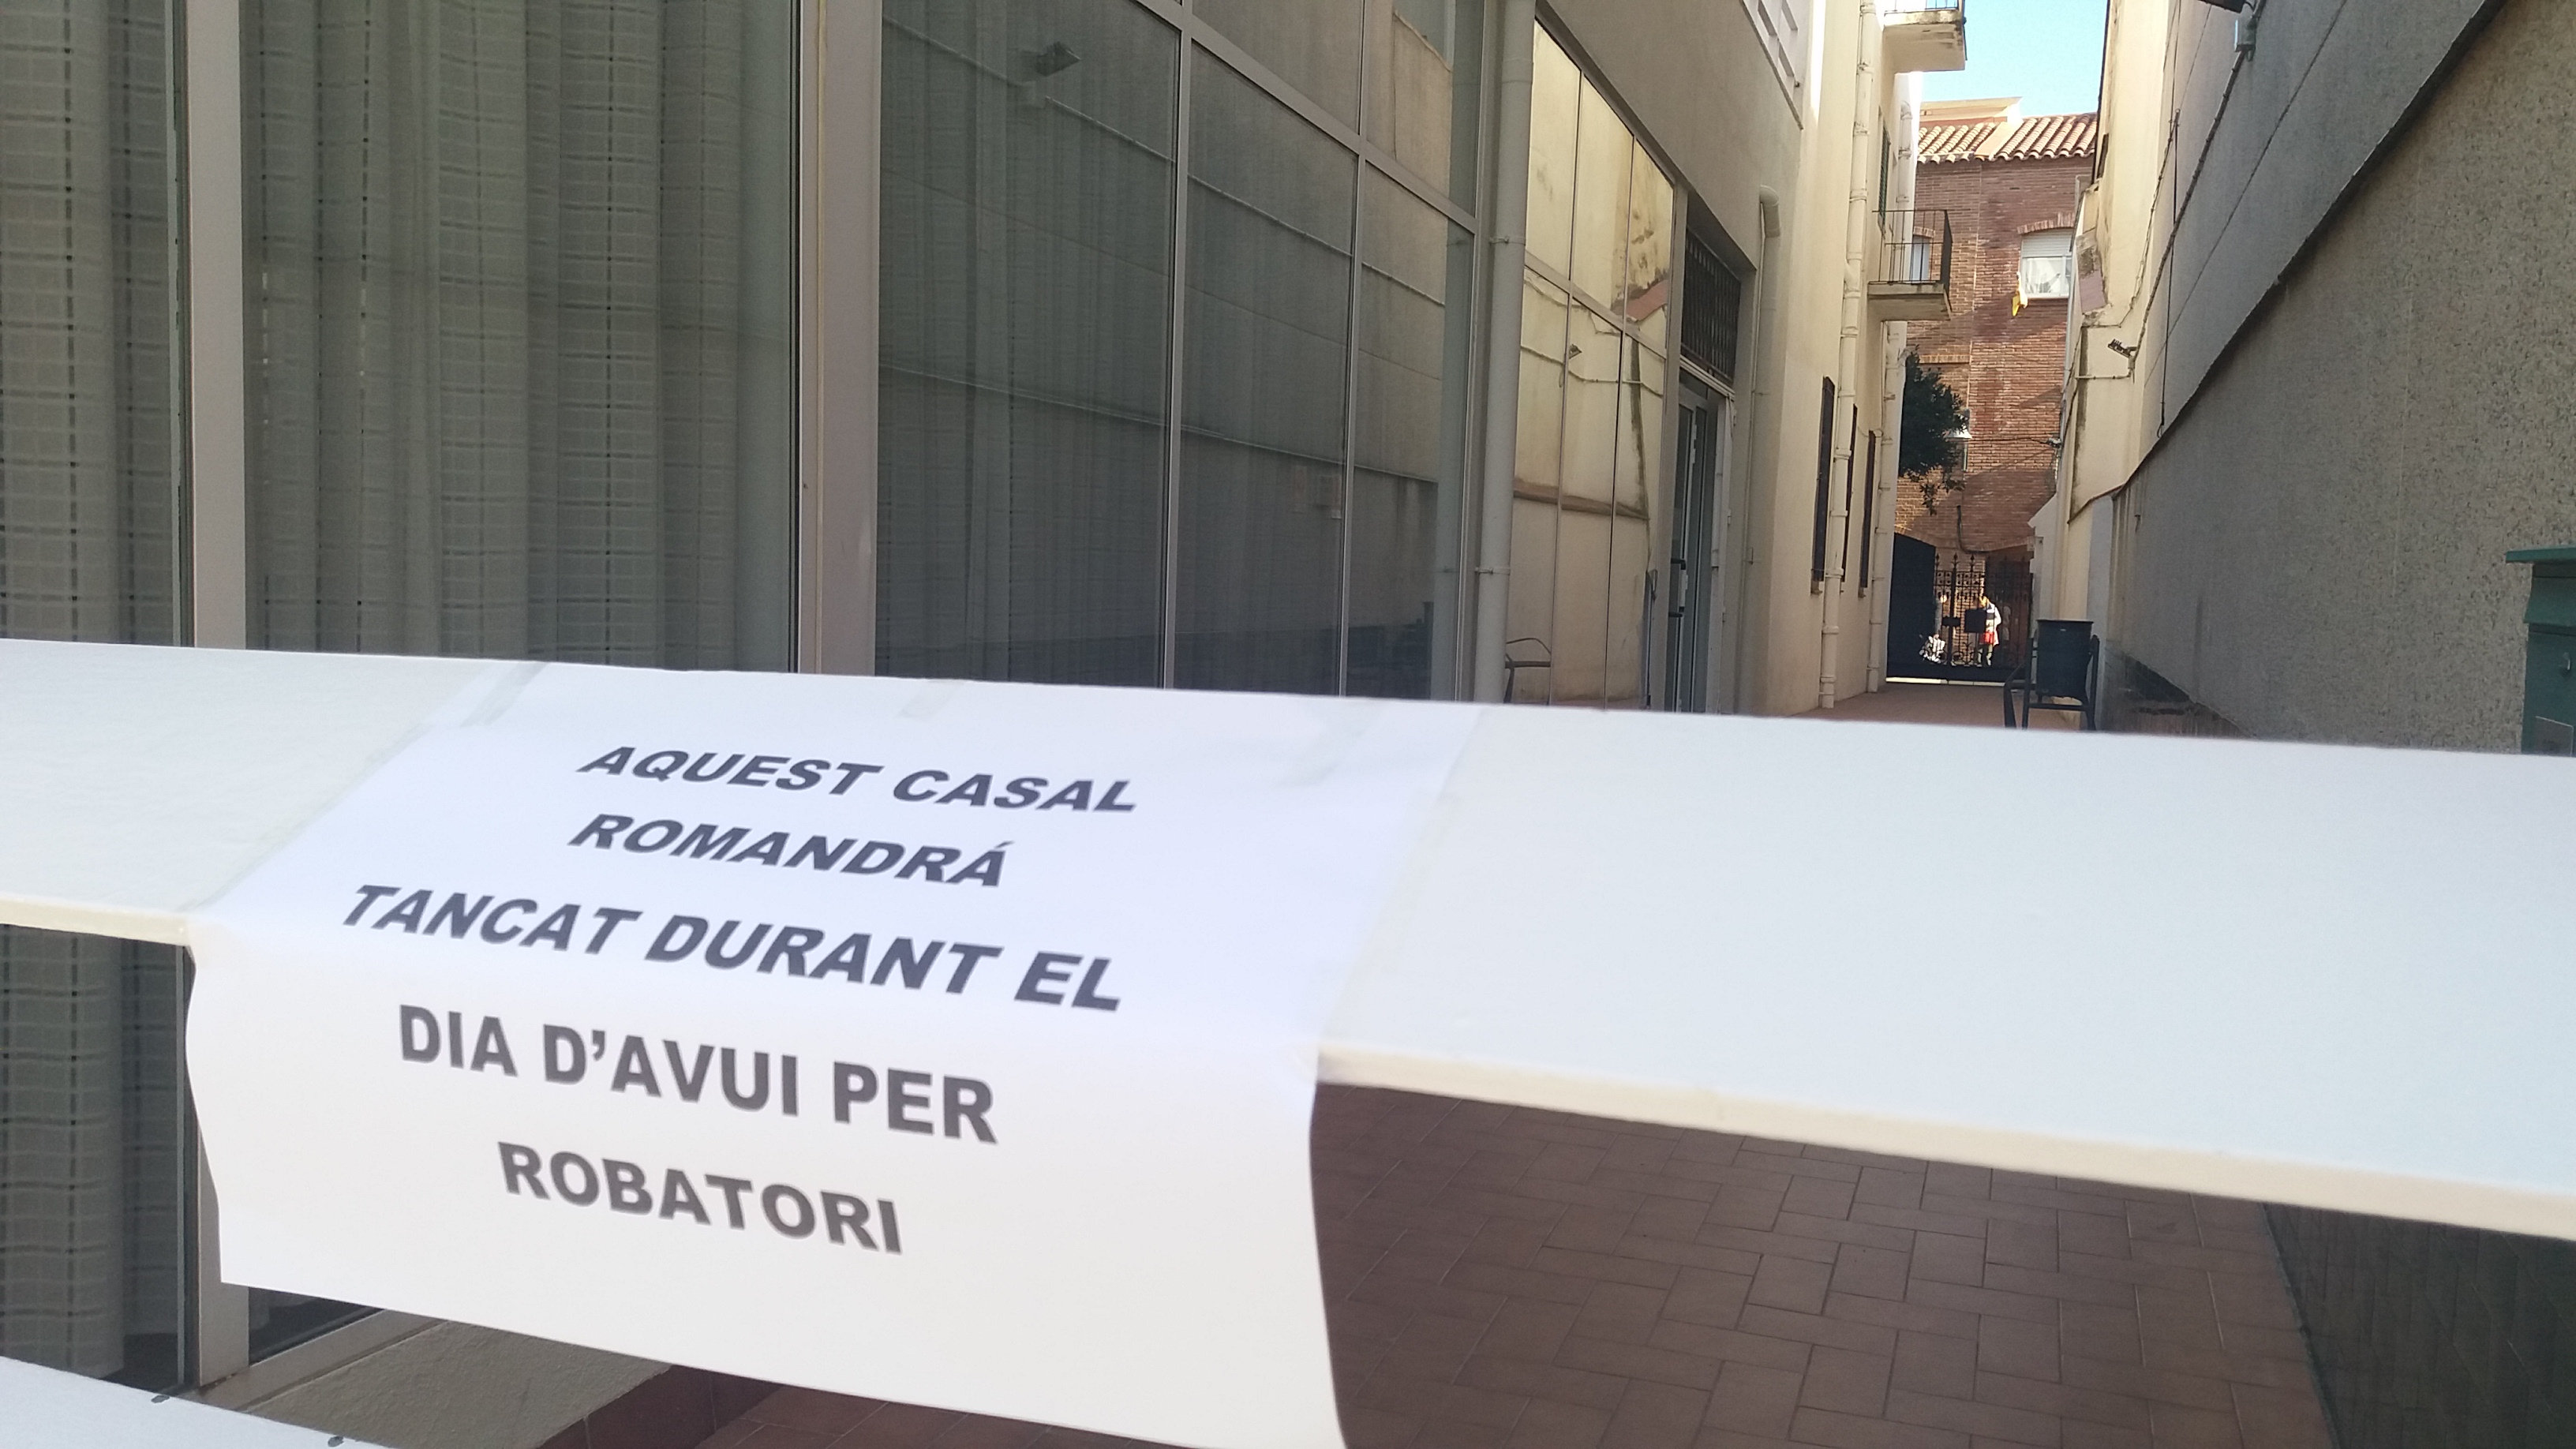 AQUEST CASAL
ROMANDRÁ
TANCAT DURANT EL
DIA D’AVUI PER
ROBATORI